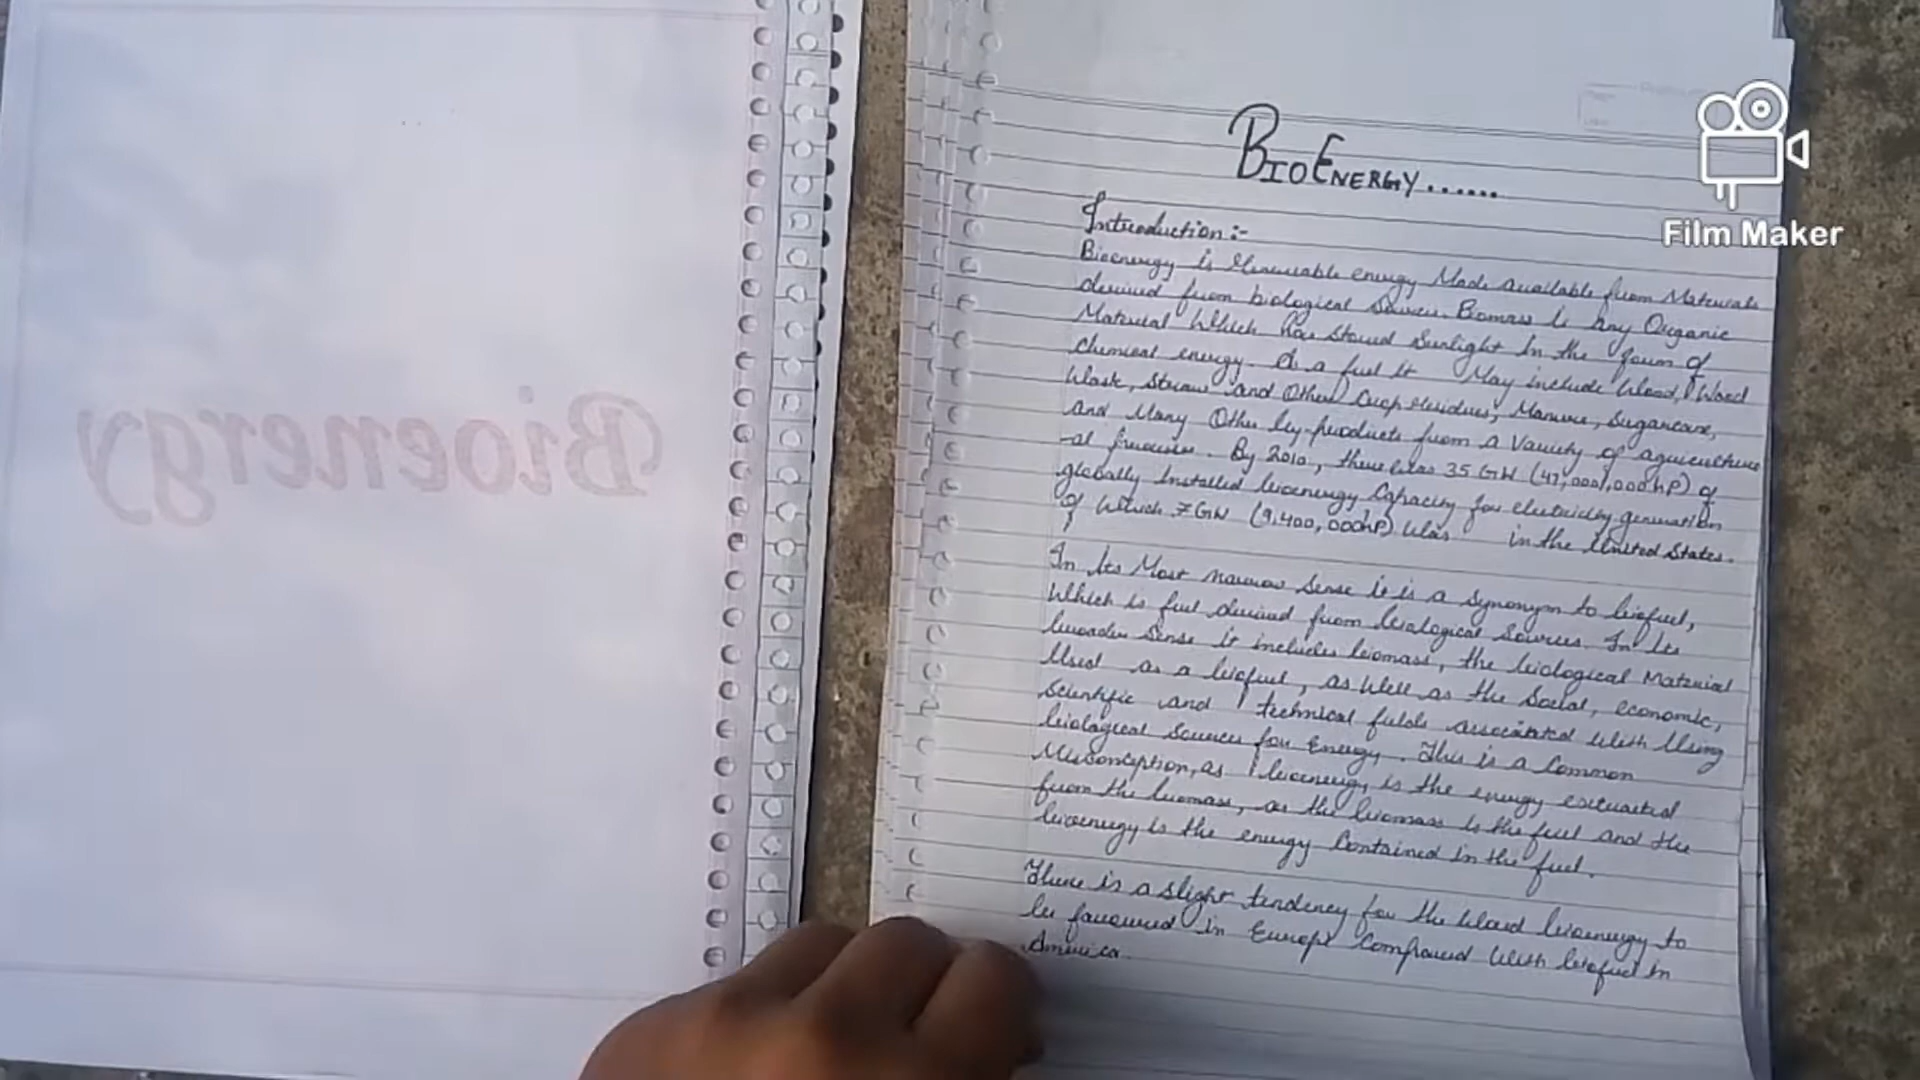 Bioenergy
BIOENERGY......
Film Maker
Introduction :-
Bioenergy is renewable energy Made available from Materials
derived from biological Sources. Biomass Is any Organic
Material Which has stored Sunlight In the form of
Chemical energy. As a fuel it May include Wood, Wood
Waste, Straw and Other Crop residues, Manure, Sugarcane,
and Many Other by-products from a Variety of agricultur
-al processes. By 2010, there was 35 GW (47,000,000 hP) of
globally Installed bioenergy Capacity for electricity generation
of Which 7GW (9,400,000hP) Was in the United States.
In Its Most narrow Sense it is a Synonym to biofuel,
Which is fuel derived from biological Sources. In Its
broader Sense it includes biomass, the biological Material
Used as a biofuel, as Well as the Social, economic,
Scientific and technical fields associated With Using
biological Sources for Energy. This is a Common
Misconception, as bioenergy is the energy extracted
from the biomass, as the biomass Is the fuel and the
bioenergy Is the energy Contained in the fuel.
There is a slight tendency for the Word bioenergy to
be favoured in Europe Compared With biofuel in
America.